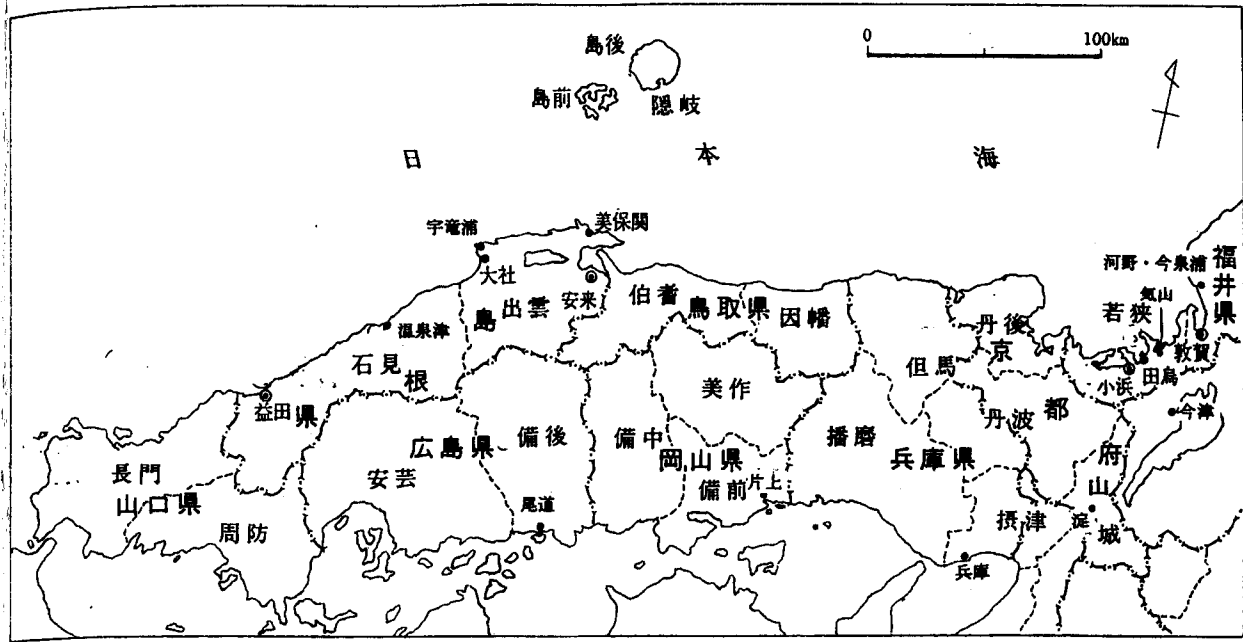 0 100km
島後
島前
隠岐
日本海
宇竜浦
美保関
大社
安来
島根県
出雲
伯耆
鳥取県
因幡
温泉津
石見
益田
但馬
丹後
京都府
若狭
河野・今泉浦
気山
福井県
敦賀
田烏
小浜
今津
美作
丹波
播磨
兵庫県
備後
備中
岡山県
備前
片上
広島県
安芸
尾道
長門
山口県
周防
摂津
兵庫
淀
山城